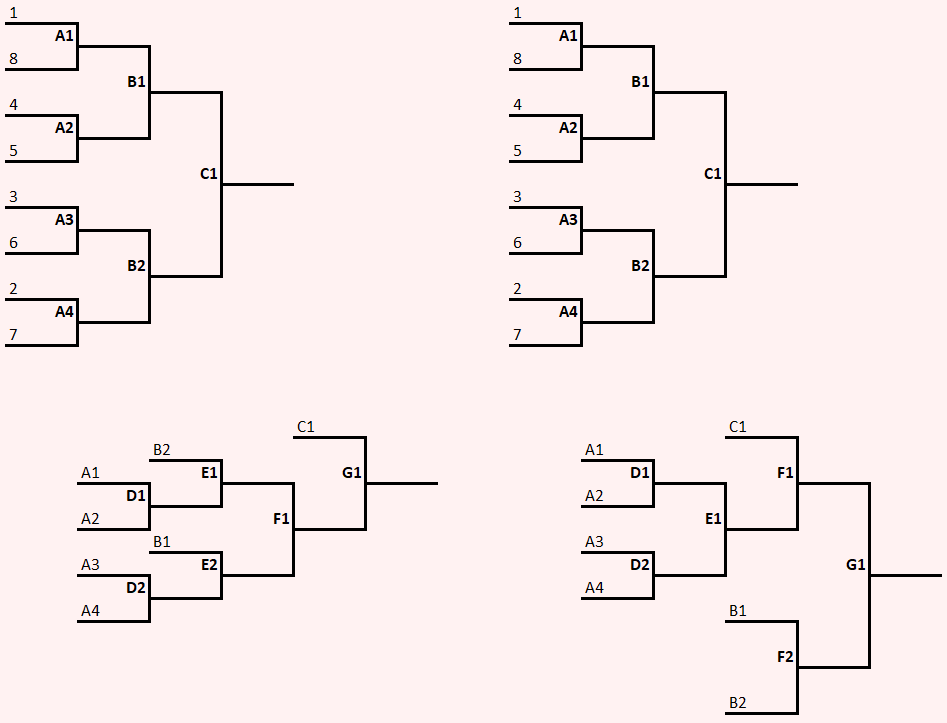 1 1
A1 A1
8 8
B1 B1
4 4
A2 A2
5 5
C1 C1
3 3
A3 A3
6 6
B2 B2
2 2
A4 A4
7 7
C1 C1
B2 A1
A1 E1 G1 D1 F1
D1 A2
A2 F1 E1
B1 A3
A3 E2 D2 G1
D2 A4
A4 B1
F2
B2